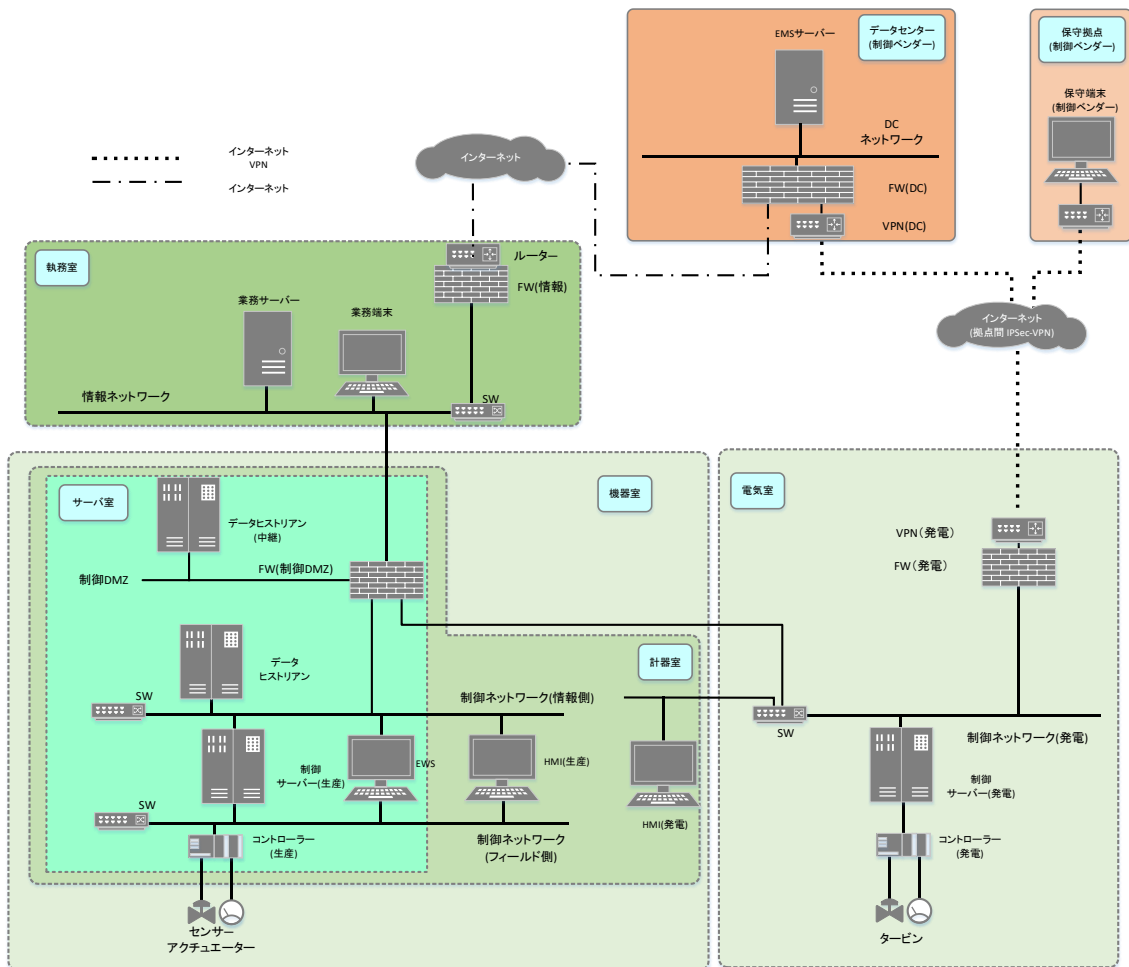 データセンター
(制御ベンダー)
EMSサーバー
DC
ネットワーク
FW(DC)
VPN(DC)
保守拠点
(制御ベンダー)
保守端末
(制御ベンダー)
インターネット
VPN
インターネット
インターネット
インターネット
(拠点間 IPSec-VPN)
執務室
ルーター
FW(情報)
業務サーバー
業務端末
情報ネットワーク
SW
機器室
サーバ室
データヒストリアン
(中継)
制御DMZ
FW(制御DMZ)
データ
ヒストリアン
SW
計器室
制御ネットワーク(情報側)
制御
サーバー(生産)
EWS
HMI(生産)
HMI(発電)
SW
コントローラー
(生産)
制御ネットワーク
(フィールド側)
センサー
アクチュエーター
電気室
VPN(発電)
FW(発電)
SW
制御ネットワーク(発電)
制御
サーバー(発電)
コントローラー
(発電)
タービン